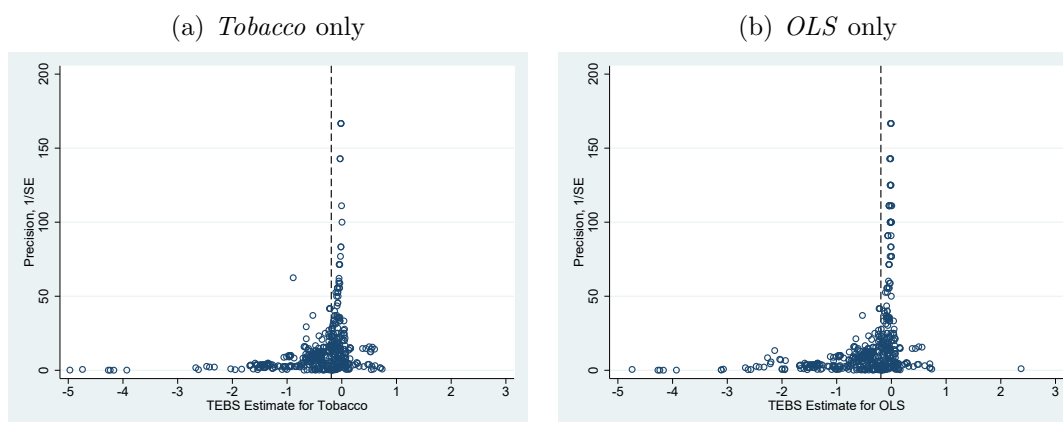 (a) Tobacco only
200
150
100
50
0
Precision, 1/SE
-5 -4 -3 -2 -1 0 1 2 3
TEBS Estimate for Tobacco
(b) OLS only
200
150
100
50
0
Precision, 1/SE
-5 -4 -3 -2 -1 0 1 2 3
TEBS Estimate for OLS